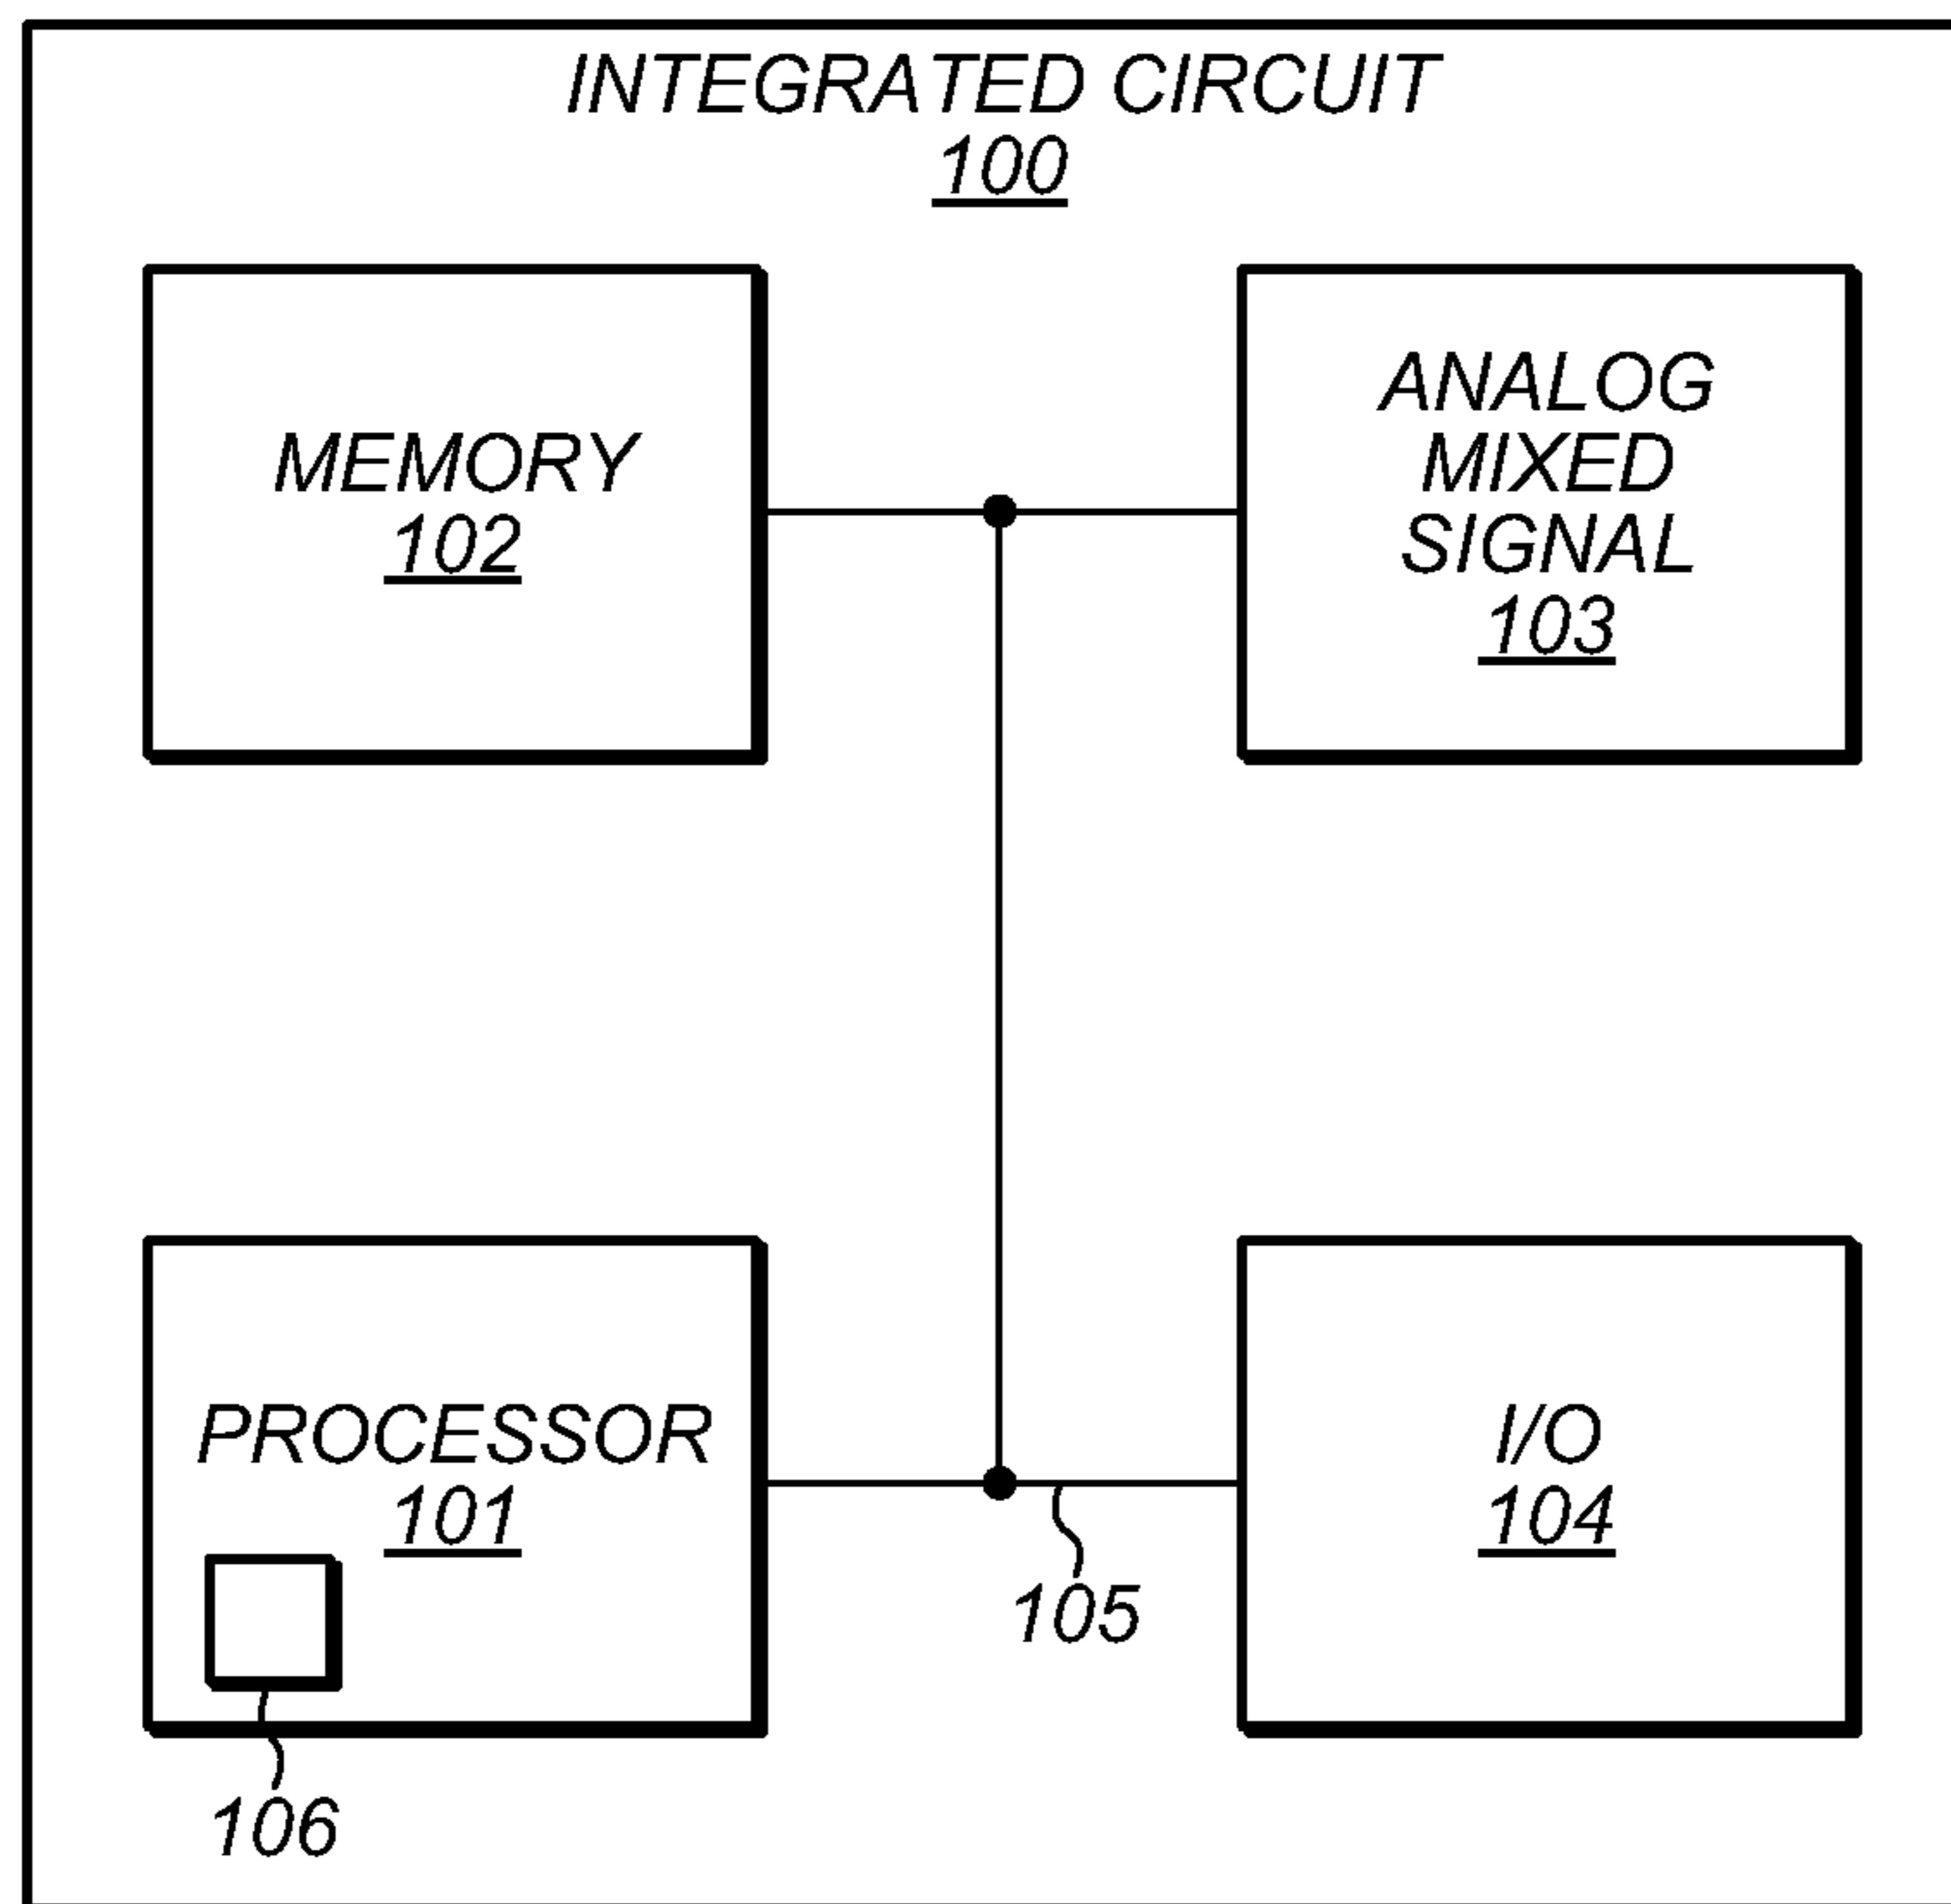 INTEGRATED CIRCUIT
100
MEMORY
102
ANALOG
MIXED
SIGNAL
103
PROCESSOR
101
I/O
104
105
106